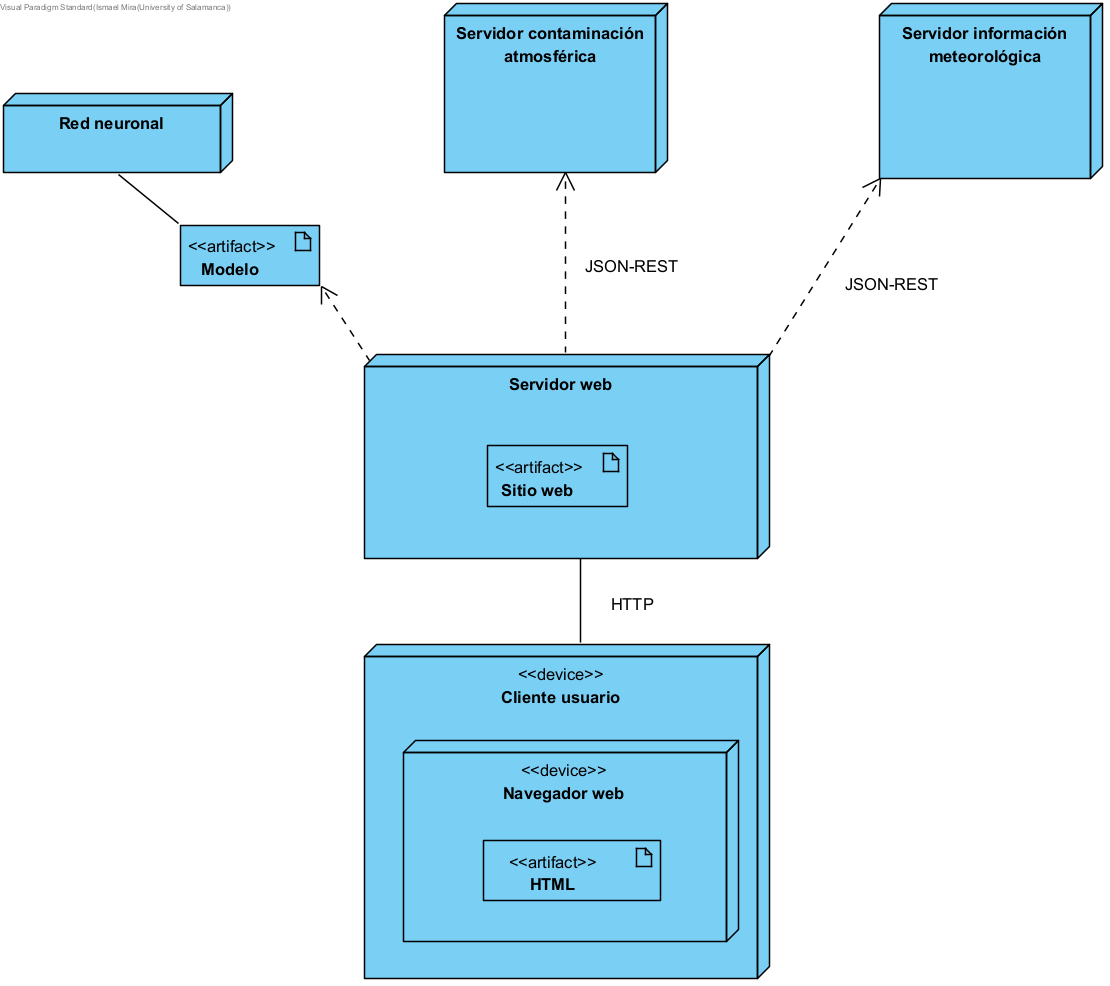 Visual Paradigm Standard(Ismael Mira(University of Salamanca))
Servidor contaminación
atmosférica
Servidor información
meteorológica
Red neuronal
<<artifact>>
Modelo
JSON-REST
JSON-REST
Servidor web
<<artifact>>
Sitio web
HTTP
<<device>>
Cliente usuario
<<device>>
Navegador web
<<artifact>>
HTML